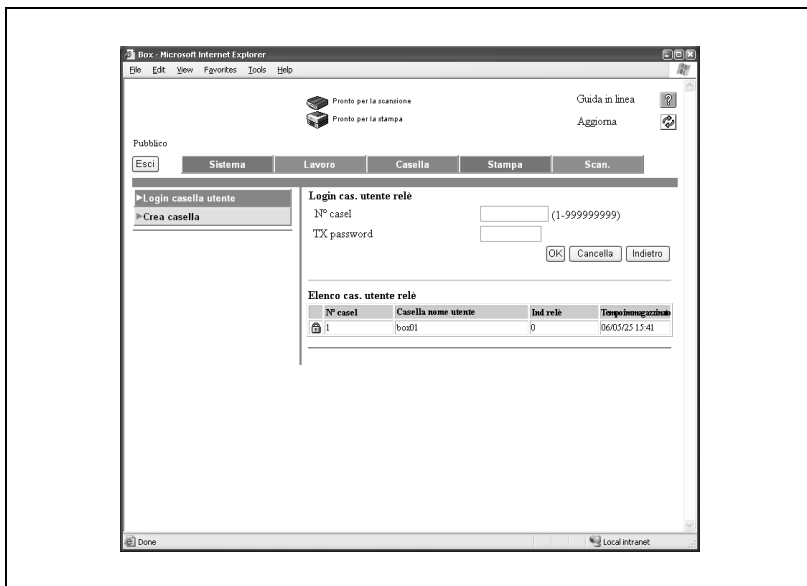 Box - Microsoft Internet Explorer
File Edit View Favorites Tools Help
Pronto per la scansione
Guida in linea ?
Pronto per la stampa
Aggiorna
Pubblico
Esci Sistema Lavoro Casella Stampa Scan.
Login casella utente
Crea casella
Login cas. utente relè
N° casel (1-999999999)
TX password
OK Cancella Indietro
Elenco cas. utente relè
N° casel Casella nome utente Ind relè Tempo immagazzinato
1 box01 0 06/05/25 15:41
Done Local intranet